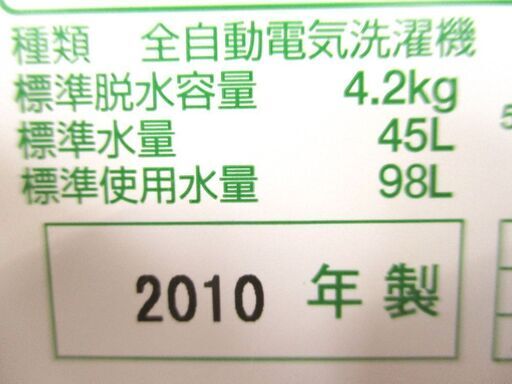 種類 全自動電気洗濯機
標準脱水容量 4.2kg
標準水量 45L
標準使用水量 98L
2010 年製